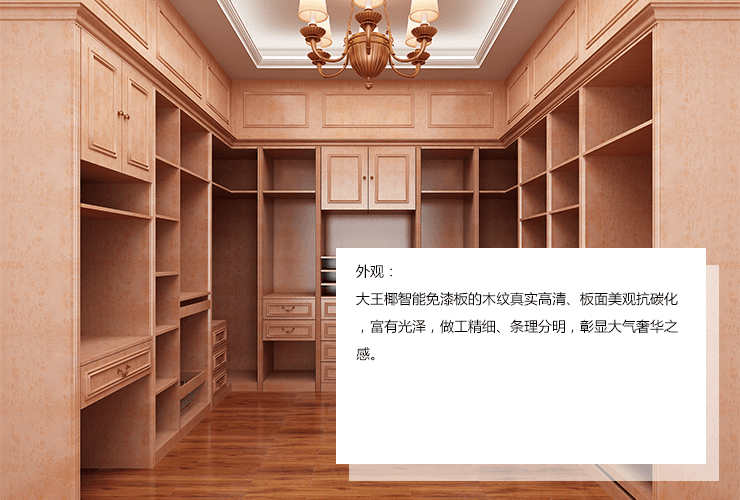 外观：
大王椰智能免漆板的木纹真实高清、板面美观抗碳化
，富有光泽，做工精细、条理分明，彰显大气奢华之
感。